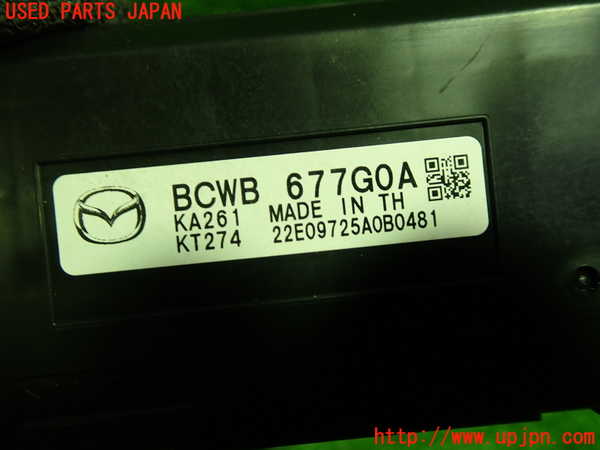 USED PARTS JAPAN
BCWB 677G0A
KA261 MADE IN TH
KT274 22E09725A0B0481
http://www.upjpn.com/